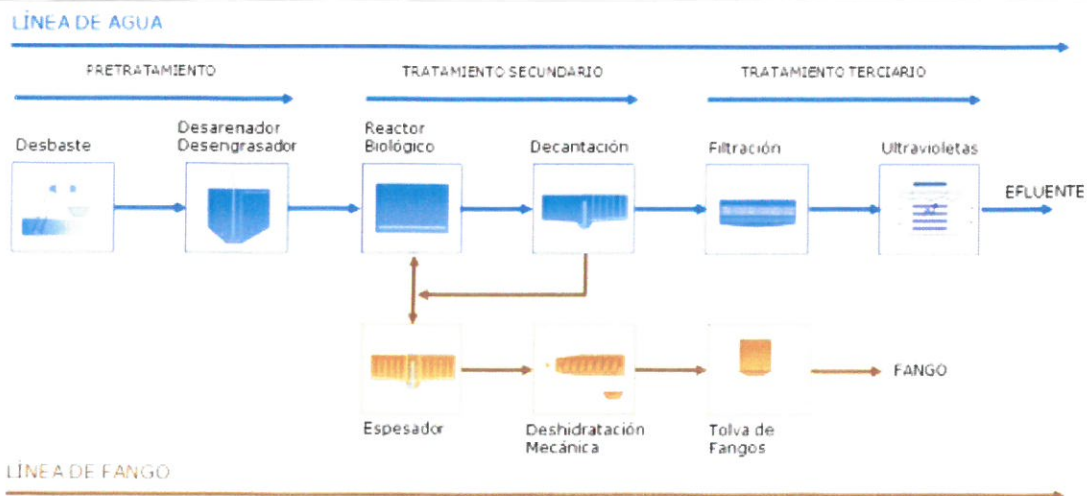 LÍNEA DE AGUA
PRETRATAMIENTO
TRATAMIENTO SECUNDARIO
TRATAMIENTO TERCIARIO
Desbaste
Desarenador
Desengrasador
Reactor
Biológico
Decantación
Filtración
Ultravioletas
EFLUENTE
Espesador
Deshidratación
Mecánica
Tolva de
Fangos
FANGO
LÍNEA DE FANGO